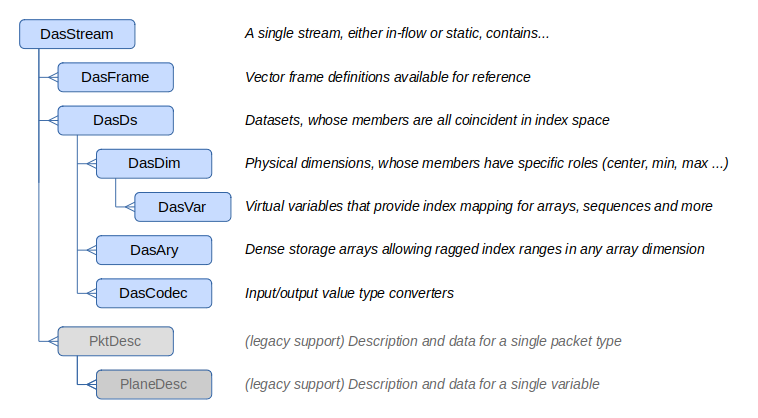 DasStream A single stream, either in-flow or static, contains...
DasFrame Vector frame definitions available for reference
DasDs Datasets, whose members are all coincident in index space
DasDim Physical dimensions, whose members have specific roles (center, min, max ...)
DasVar Virtual variables that provide index mapping for arrays, sequences and more
DasAry Dense storage arrays allowing ragged index ranges in any array dimension
DasCodec Input/output value type converters
PktDesc (legacy support) Description and data for a single packet type
PlaneDesc (legacy support) Description and data for a single variable